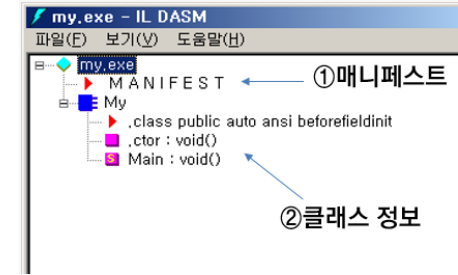 my.exe - IL DASM
파일(F) 보기(V) 도움말(H)
my.exe
MANIFEST
①매니페스트
My
.class public auto ansi beforefieldinit
.ctor : void()
S Main : void()
②클래스 정보